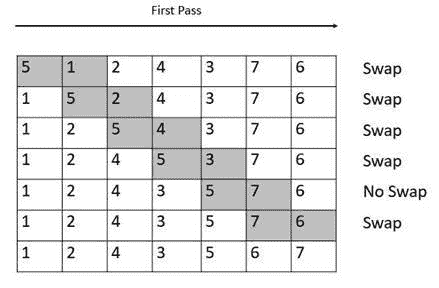 First Pass
5 1 2 4 3 7 6 Swap
1 5 2 4 3 7 6 Swap
1 2 5 4 3 7 6 Swap
1 2 4 5 3 7 6 Swap
1 2 4 3 5 7 6 No Swap
1 2 4 3 5 7 6 Swap
1 2 4 3 5 6 7